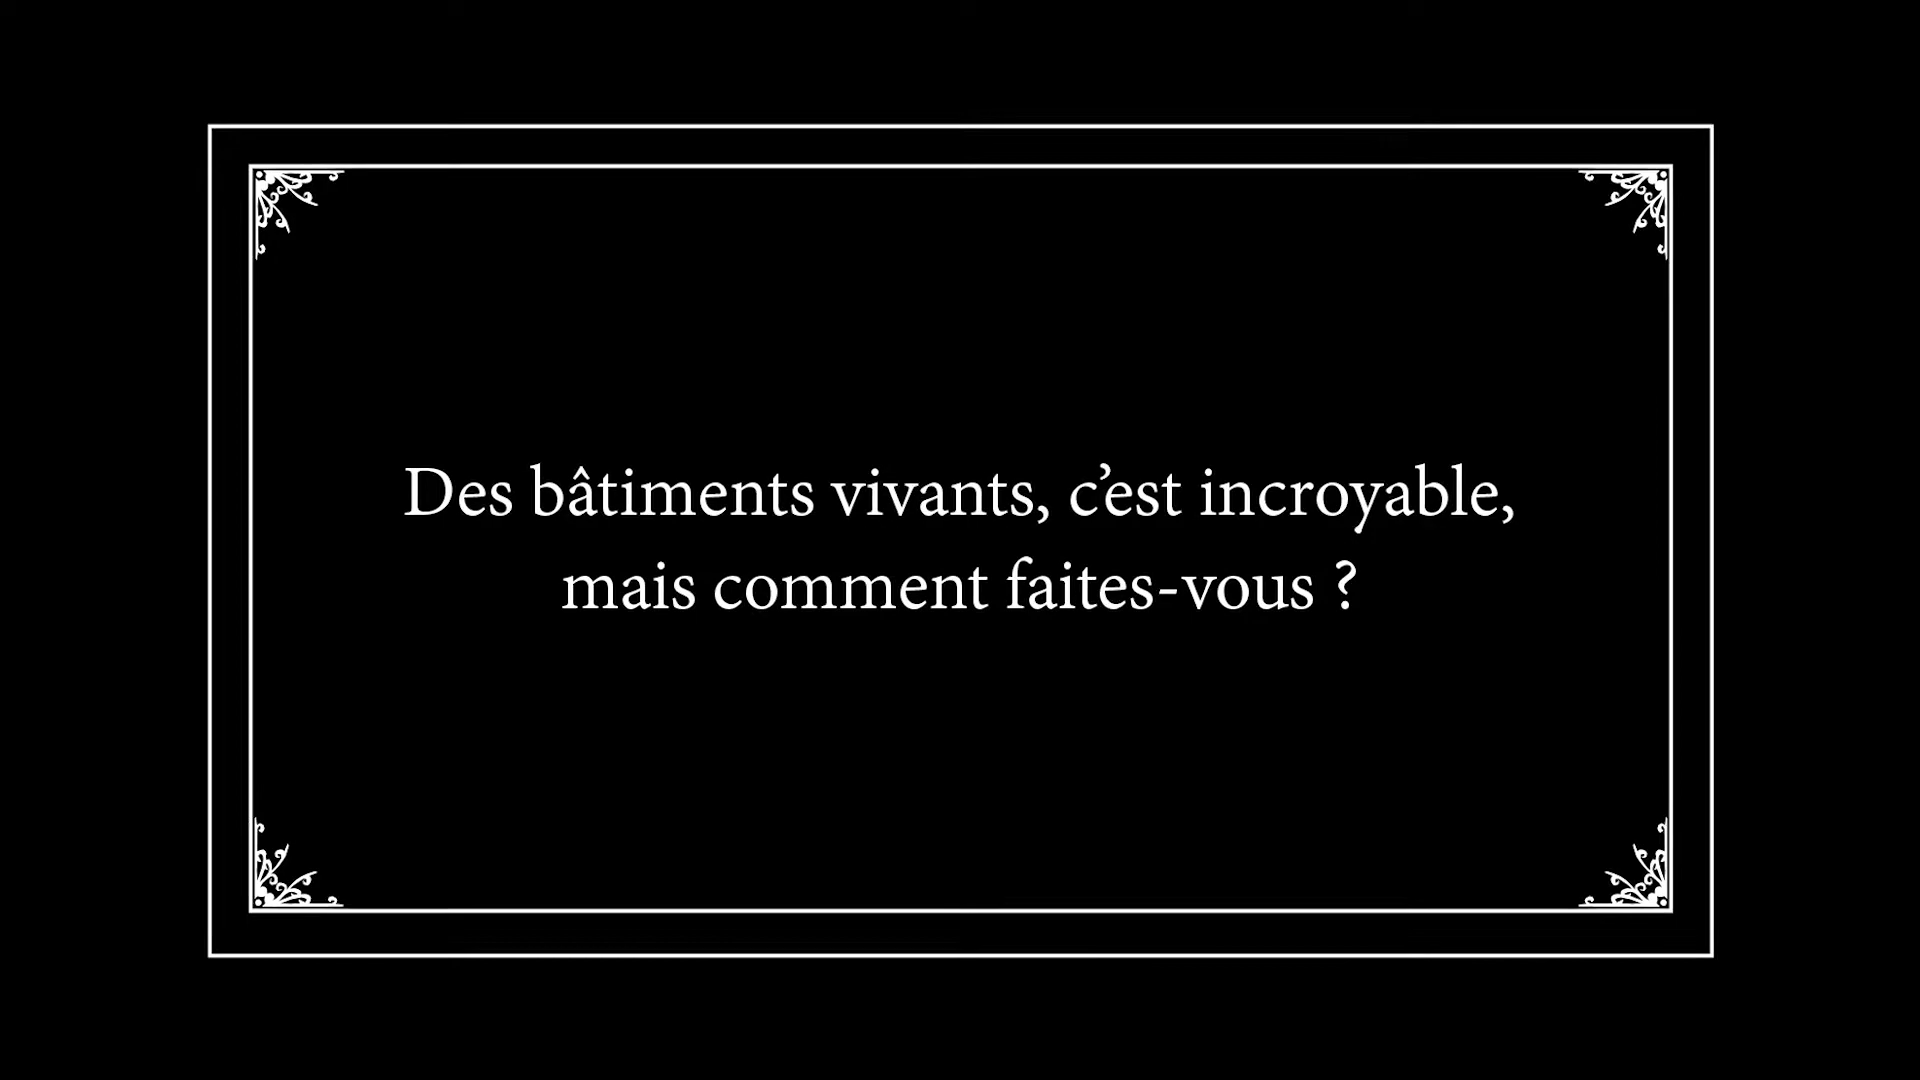 Des bâtiments vivants, c’est incroyable,
mais comment faites-vous ?